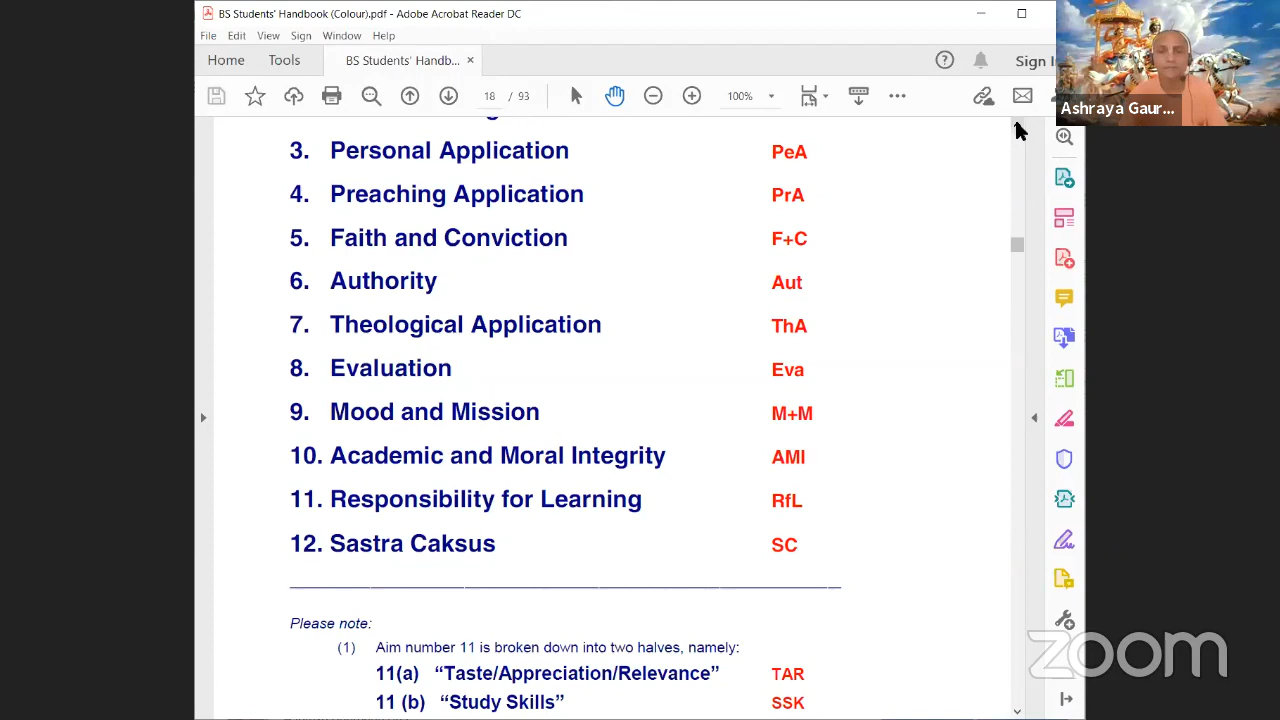 BS Students' Handbook (Colour).pdf - Adobe Acrobat Reader DC
File Edit View Sign Window Help
Home Tools BS Students' Handb... × Sign I
18 / 93 100%
Ashraya Gaur...
3. Personal Application PeA
4. Preaching Application PrA
5. Faith and Conviction F+C
6. Authority Aut
7. Theological Application ThA
8. Evaluation Eva
9. Mood and Mission M+M
10. Academic and Moral Integrity AMI
11. Responsibility for Learning RfL
12. Sastra Caksus SC
Please note:
(1) Aim number 11 is broken down into two halves, namely:
11(a) “Taste/Appreciation/Relevance” TAR
11 (b) “Study Skills” SSK
zoom